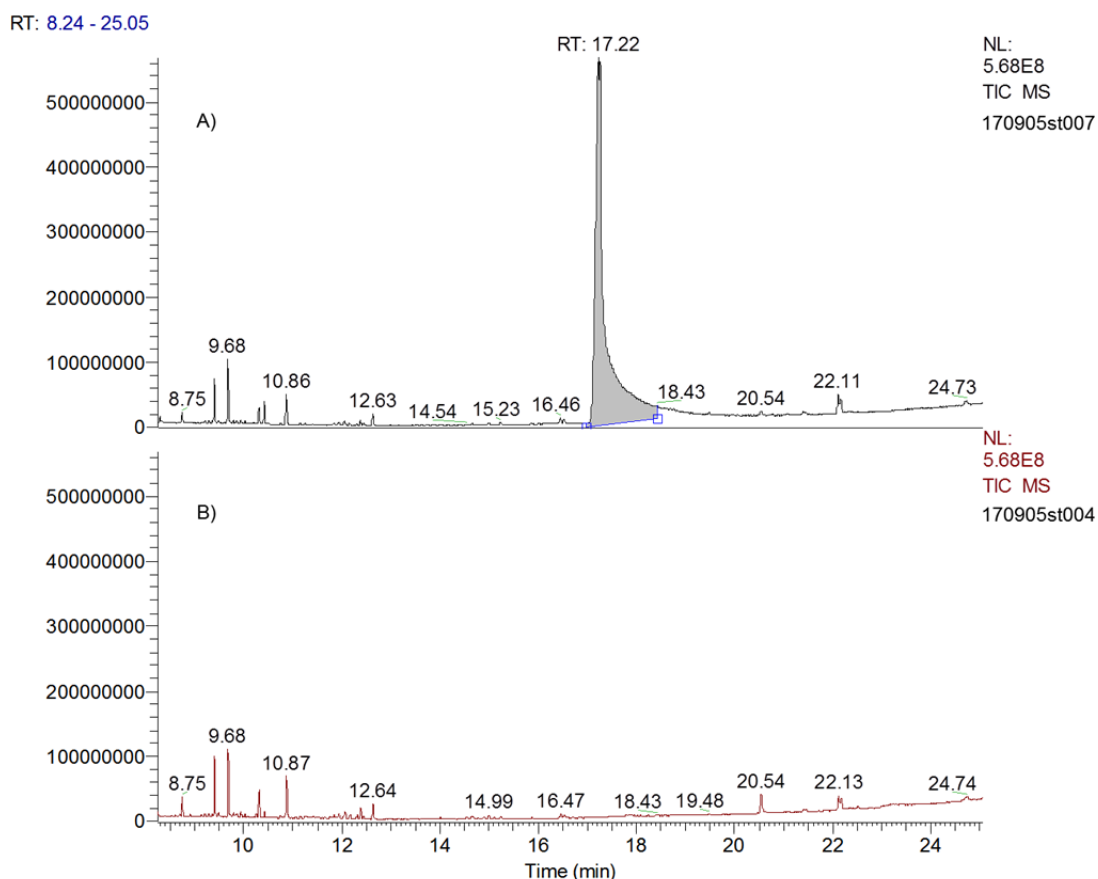 RT: 8.24 - 25.05
RT: 17.22
NL:
5.68E8
TIC MS
170905st007
500000000
A)
400000000
300000000
200000000
100000000
0
8.75
9.68
10.86
12.63
14.54
15.23
16.46
18.43
20.54
22.11
24.73
NL:
5.68E8
TIC MS
170905st004
500000000
B)
400000000
300000000
200000000
100000000
0
8.75
9.68
10.87
12.64
14.99
16.47
18.43
19.48
20.54
22.13
24.74
10 12 14 16 18 20 22 24
Time (min)